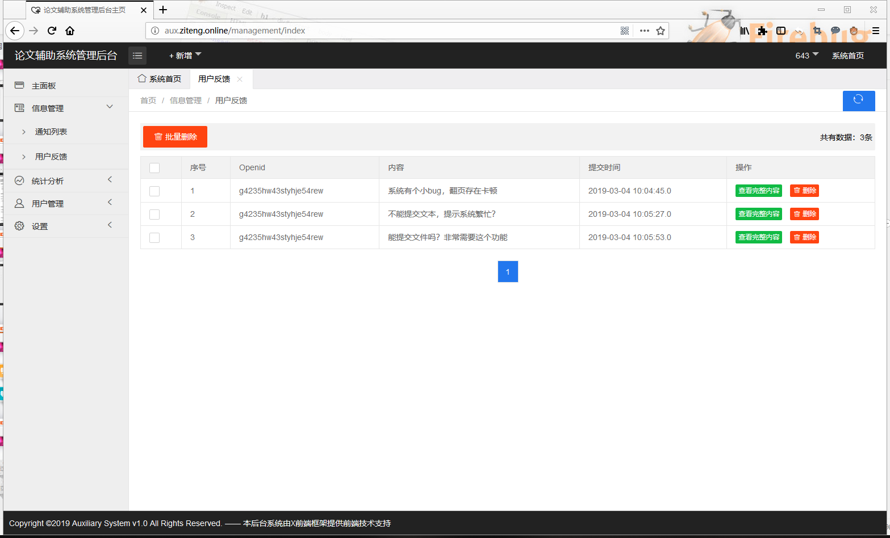 论文辅助系统管理后台主页
aux.ziteng.online/management/index
Firebug
论文辅助系统管理后台
+ 新增
643
系统首页
主面板
信息管理
通知列表
用户反馈
统计分析
用户管理
设置
系统首页
用户反馈
首页 / 信息管理 / 用户反馈
批量删除
共有数据：3条
序号 Openid 内容 提交时间 操作
1 g4235hw43styhje54rew 系统有个小bug，翻页存在卡顿 2019-03-04 10:04:45.0 查看完整内容 删除
2 g4235hw43styhje54rew 不能提交文本，提示系统繁忙？ 2019-03-04 10:05:27.0 查看完整内容 删除
3 g4235hw43styhje54rew 能提交文件吗？非常需要这个功能 2019-03-04 10:05:53.0 查看完整内容 删除
1
Copyright ©2019 Auxiliary System v1.0 All Rights Reserved. —— 本后台系统由X前端框架提供前端技术支持